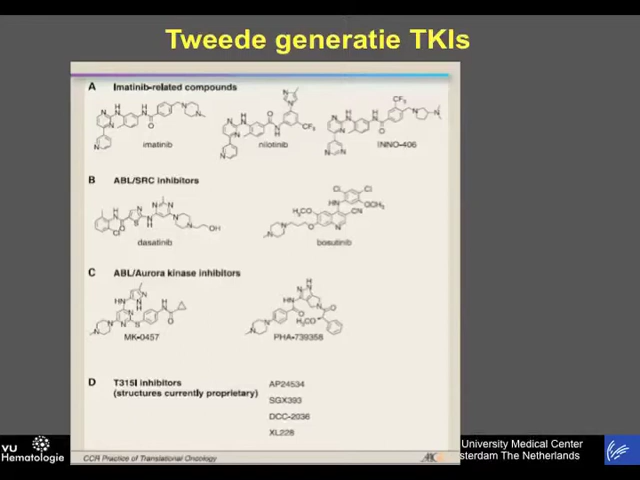 Tweede generatie TKIs
A Imatinib-related compounds
imatinib
nilotinib
INNO-406
B ABL/SRC inhibitors
dasatinib
bosutinib
C ABL/Aurora kinase inhibitors
MK-0457
PHA-739358
D T315I inhibitors
(structures currently proprietary)
AP24534
SGX393
DCC-2036
XL228
CCR Practice of Translational Oncology
VU
Hematologie
University Medical Center
sterdam The Netherlands